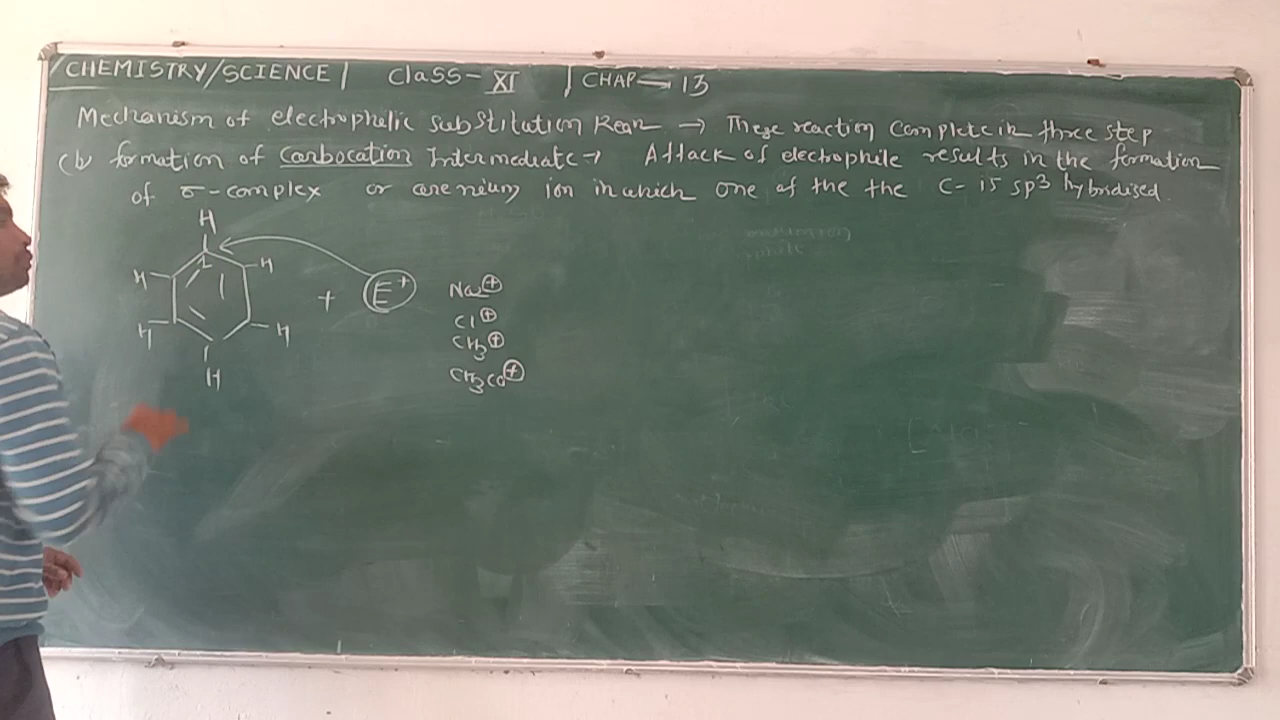 CHEMISTRY/SCIENCE | Class-XI | CHAP → 13
Mechanism of electrophelic substitution Rean → These reaction complete in three step
(b) formation of carbocation Intermediate → Attack of electrophile results in the formation
of σ-complex or arenium ion in which one of the the C- is sp³ hybridised.
H
H H
+ E⁺
H H
H
Cl⊕
CH₃⊕
CH₃CO⊕